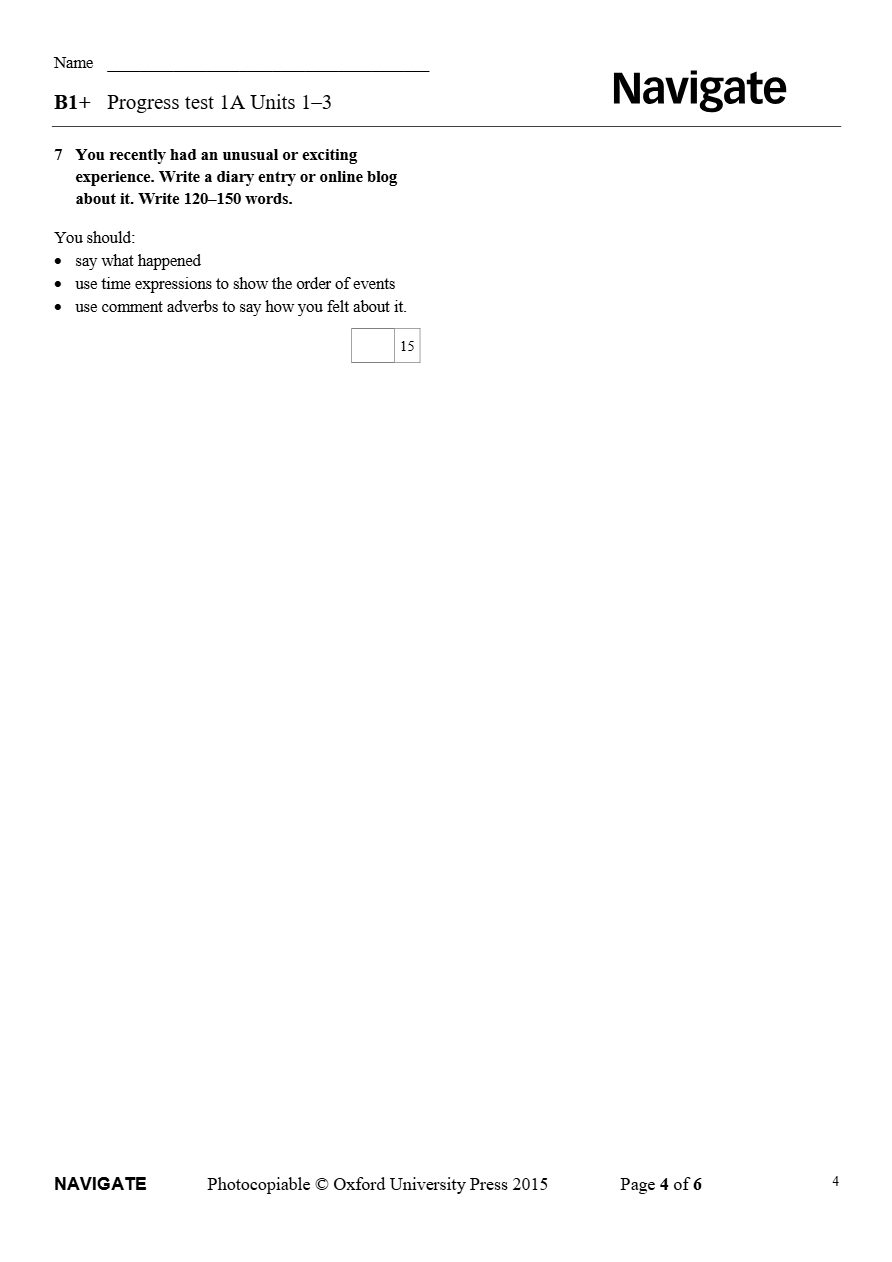 Name
Navigate
B1+ Progress test 1A Units 1–3
7 You recently had an unusual or exciting
experience. Write a diary entry or online blog
about it. Write 120–150 words.
You should:
• say what happened
• use time expressions to show the order of events
• use comment adverbs to say how you felt about it.
15
NAVIGATE Photocopiable © Oxford University Press 2015 Page 4 of 6 4